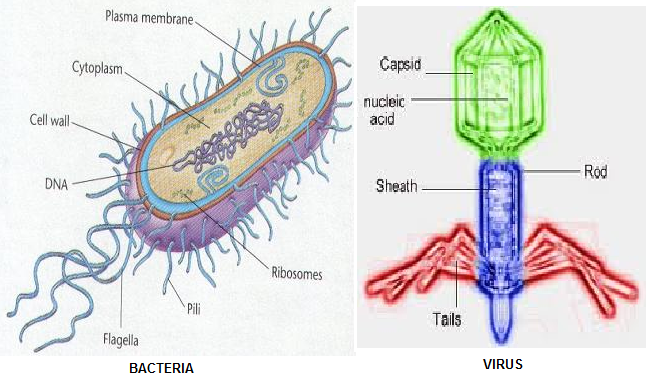 Plasma membrane
Cytoplasm
Cell wall
DNA
Ribosomes
Pili
Flagella
BACTERIA
Capsid
nucleic
acid
Rod
Sheath
Tails
VIRUS